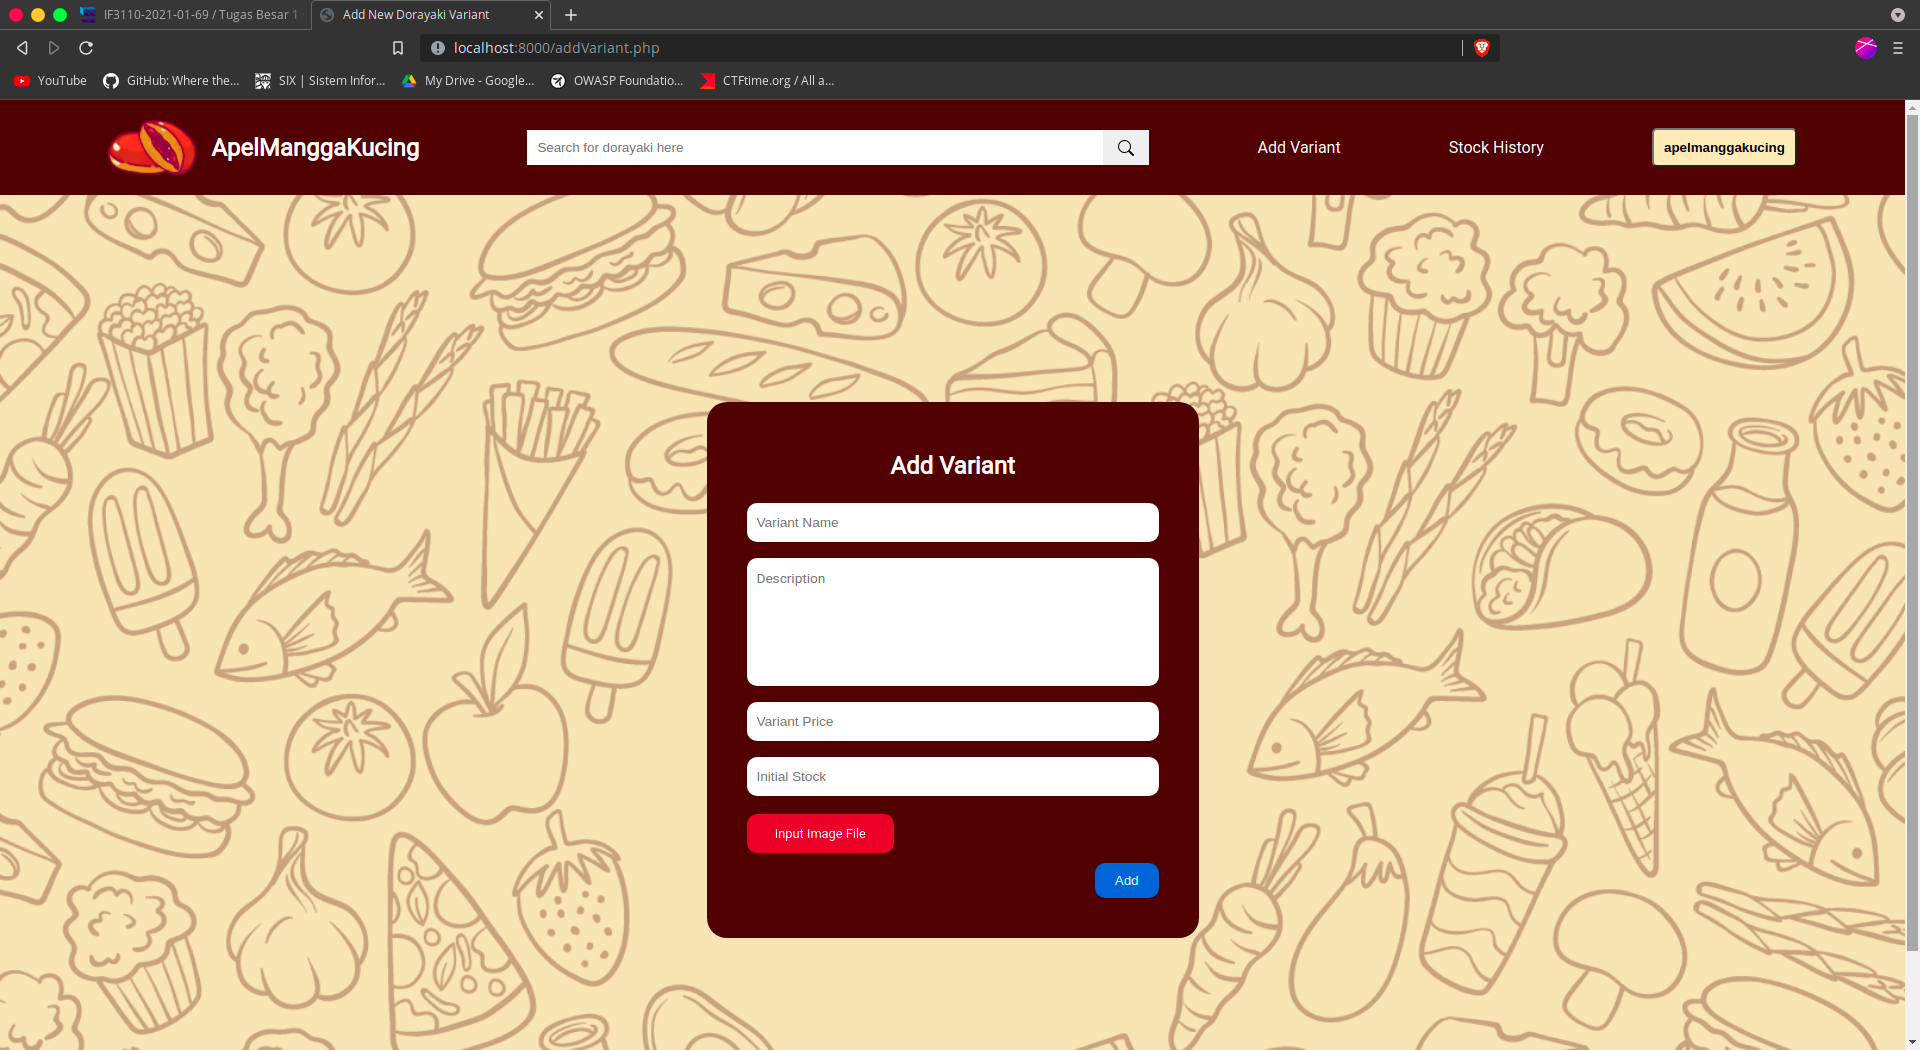 IF3110-2021-01-69 / Tugas Besar 1
Add New Dorayaki Variant
localhost:8000/addVariant.php
YouTube
GitHub: Where the...
SIX | Sistem Infor...
My Drive - Google...
OWASP Foundatio...
CTFtime.org / All a...
ApelManggaKucing
Search for dorayaki here
Add Variant
Stock History
apelmanggakucing
Add Variant
Variant Name
Description
Variant Price
Initial Stock
Input Image File
Add